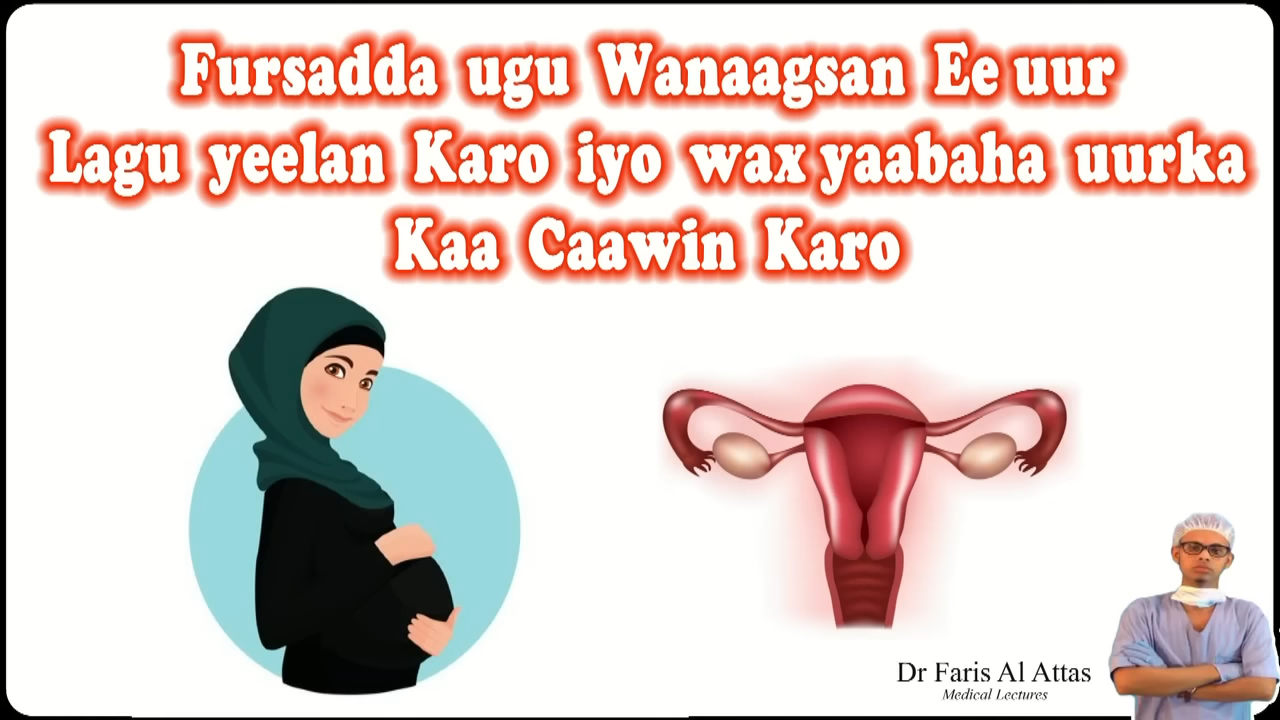 Fursadda ugu Wanaagsan Ee uur
Lagu yeelan Karo iyo wax yaabaha uurka
Kaa Caawin Karo
Dr Faris Al Attas
Medical Lectures